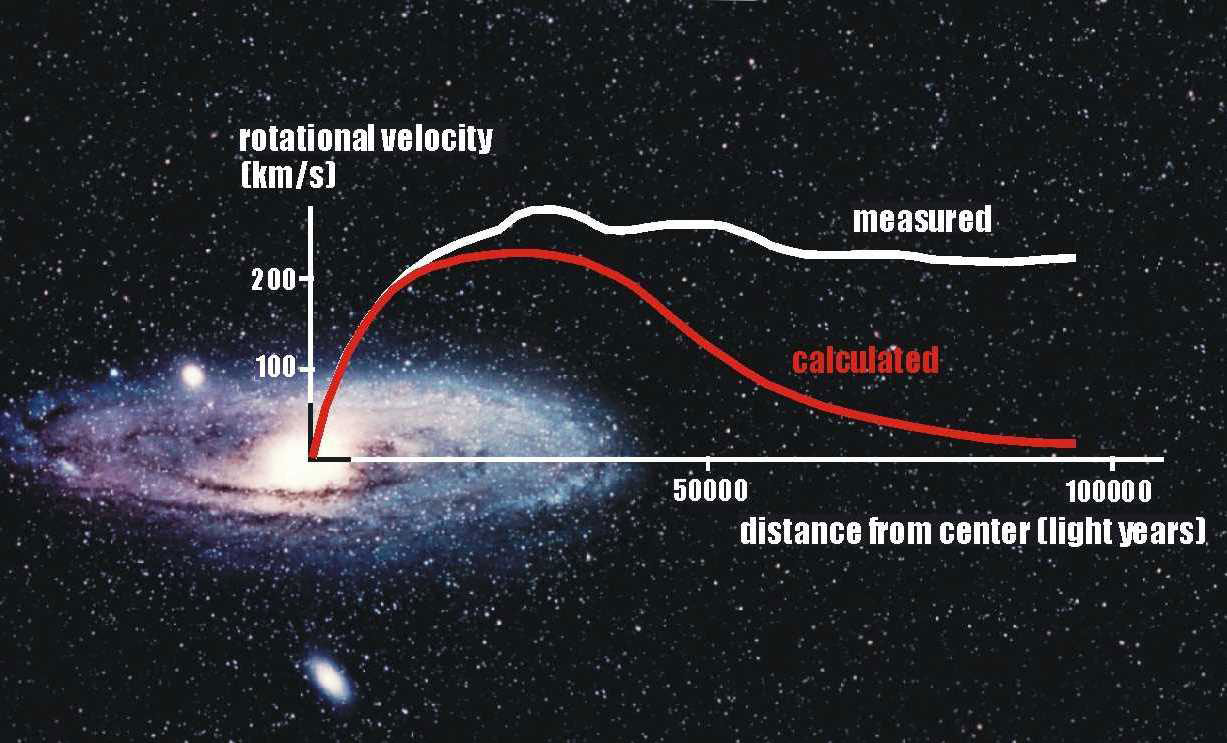 rotational velocity
(km/s)
measured
200
calculated
100
50000
100000
distance from center (light years)